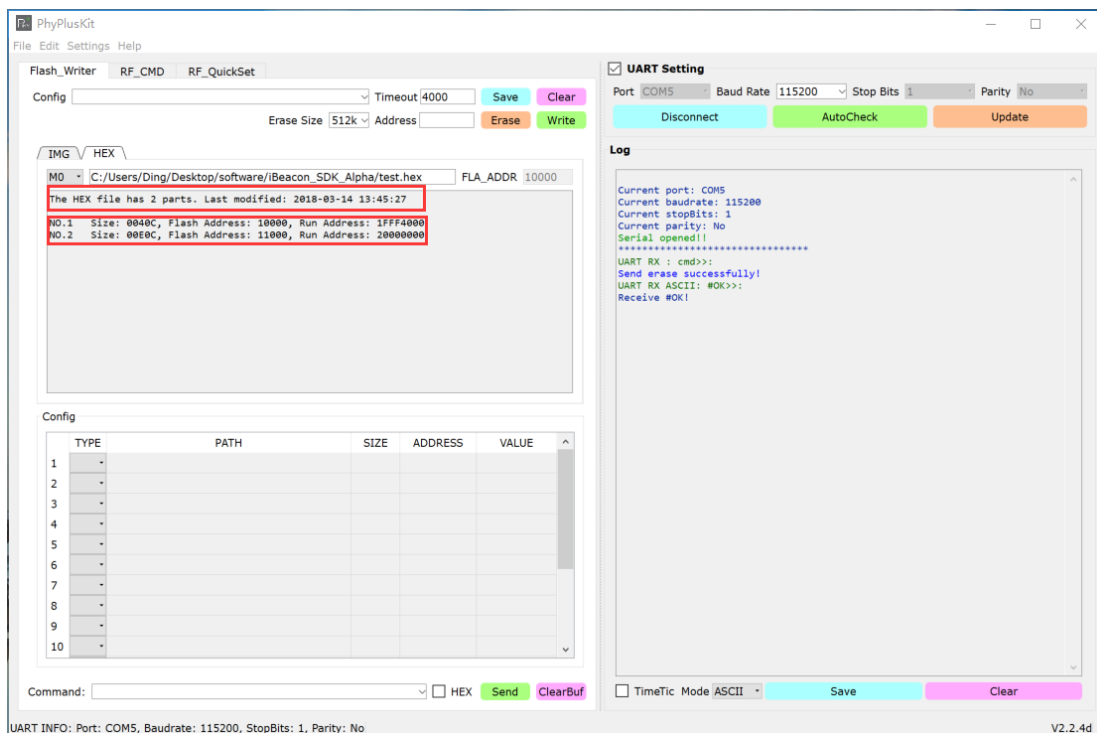 PhyPlusKit
File Edit Settings Help
Flash_Writer RF_CMD RF_QuickSet
Config Timeout 4000 Save Clear
Erase Size 512k Address Erase Write
IMG HEX
M0 C:/Users/Ding/Desktop/software/iBeacon_SDK_Alpha/test.hex FLA_ADDR 10000
The HEX file has 2 parts. Last modified: 2018-03-14 13:45:27
NO.1 Size: 0040C, Flash Address: 10000, Run Address: 1FFF4000
NO.2 Size: 00E0C, Flash Address: 11000, Run Address: 20000000
Config
TYPE PATH SIZE ADDRESS VALUE
1
2
3
4
5
6
7
8
9
10
Command: HEX Send ClearBuf
UART Setting
Port COM5 Baud Rate 115200 Stop Bits 1 Parity No
Disconnect AutoCheck Update
Log
Current port: COM5
Current baudrate: 115200
Current stopBits: 1
Current parity: No
Serial opened!!
********************************
UART RX : cmd>>:
Send erase successfully!
UART RX ASCII: #OK>>:
Receive #OK!
TimeTic Mode ASCII Save Clear
UART INFO: Port: COM5, Baudrate: 115200, StopBits: 1, Parity: No
V2.2.4d